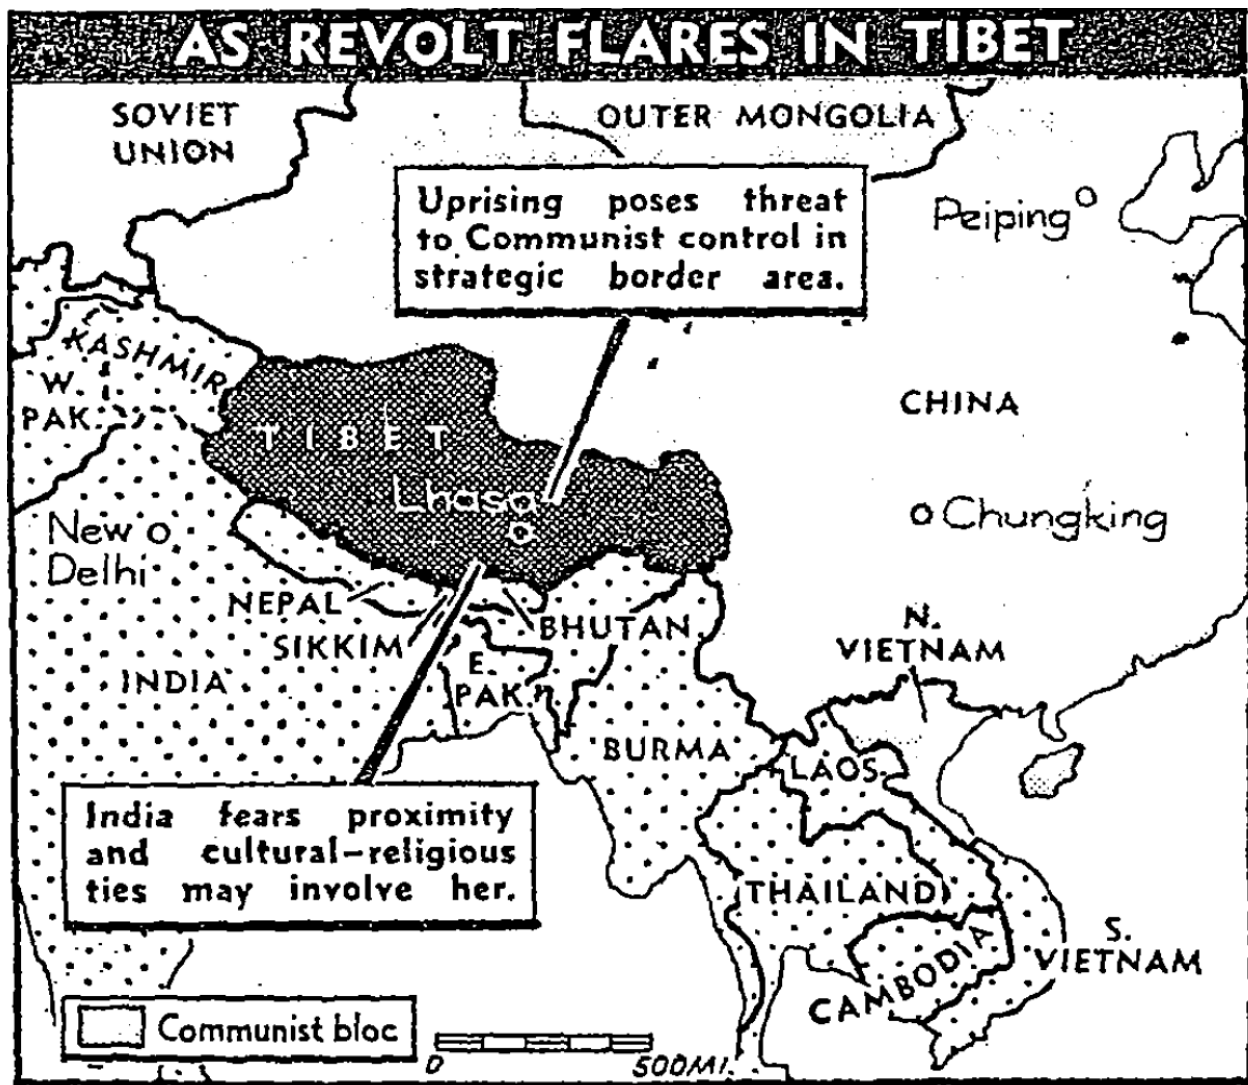 AS REVOLT FLARES IN TIBET
SOVIET
UNION
OUTER MONGOLIA
Uprising poses threat
to Communist control in
strategic border area.
Peiping
KASHMIR
W.
PAK.
TIBET
CHINA
Lhasa
Chungking
New
Delhi
NEPAL
SIKKIM
BHUTAN
N.
VIETNAM
INDIA
E.
PAK.
BURMA
LAOS
India fears proximity
and cultural-religious
ties may involve her.
THAILAND
S.
VIETNAM
CAMBODIA
Communist bloc
0 500MI.